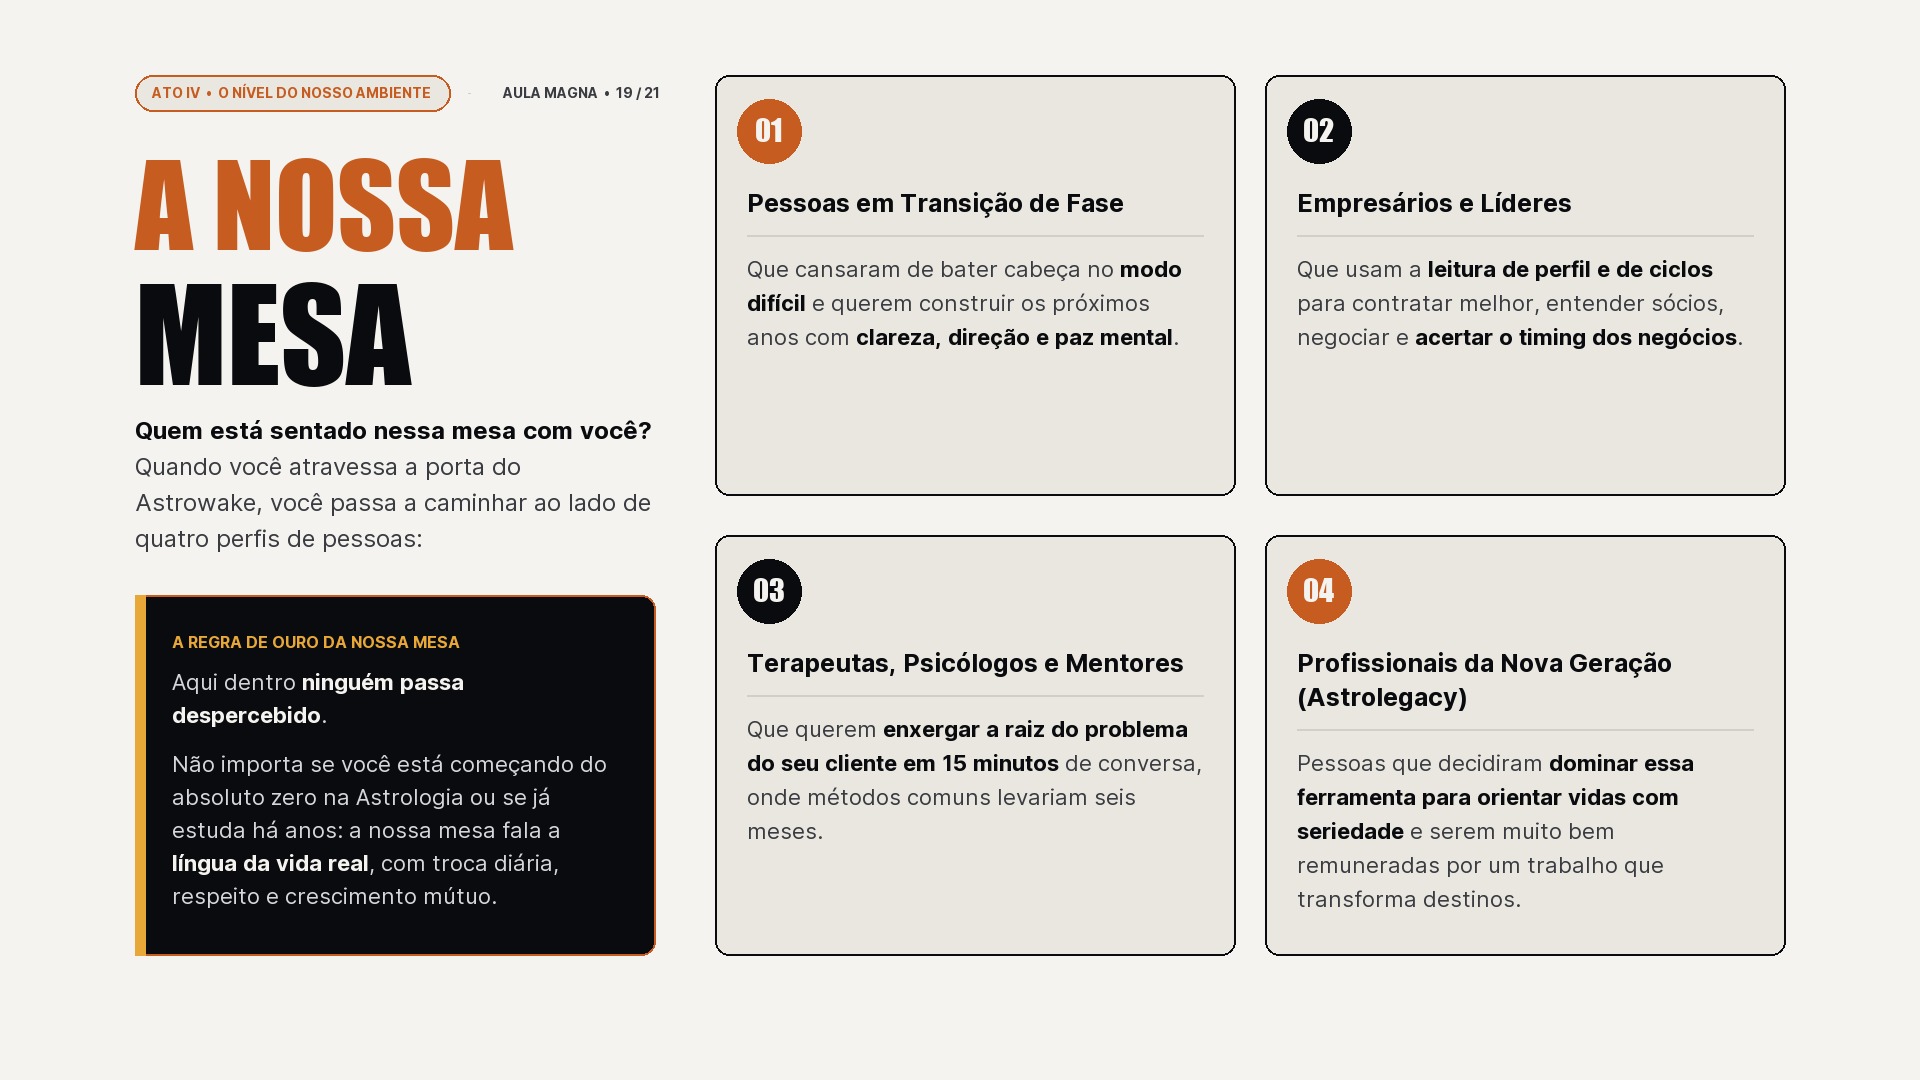 ATO IV • O NÍVEL DO NOSSO AMBIENTE
AULA MAGNA • 19 / 21
A NOSSA
MESA
Quem está sentado nessa mesa com você?
Quando você atravessa a porta do
Astrowake, você passa a caminhar ao lado de
quatro perfis de pessoas:
A REGRA DE OURO DA NOSSA MESA
Aqui dentro ninguém passa
despercebido.
Não importa se você está começando do
absoluto zero na Astrologia ou se já
estuda há anos: a nossa mesa fala a
língua da vida real, com troca diária,
respeito e crescimento mútuo.
01
Pessoas em Transição de Fase
Que cansaram de bater cabeça no modo
difícil e querem construir os próximos
anos com clareza, direção e paz mental.
02
Empresários e Líderes
Que usam a leitura de perfil e de ciclos
para contratar melhor, entender sócios,
negociar e acertar o timing dos negócios.
03
Terapeutas, Psicólogos e Mentores
Que querem enxergar a raiz do problema
do seu cliente em 15 minutos de conversa,
onde métodos comuns levariam seis
meses.
04
Profissionais da Nova Geração
(Astrolegacy)
Pessoas que decidiram dominar essa
ferramenta para orientar vidas com
seriedade e serem muito bem
remuneradas por um trabalho que
transforma destinos.